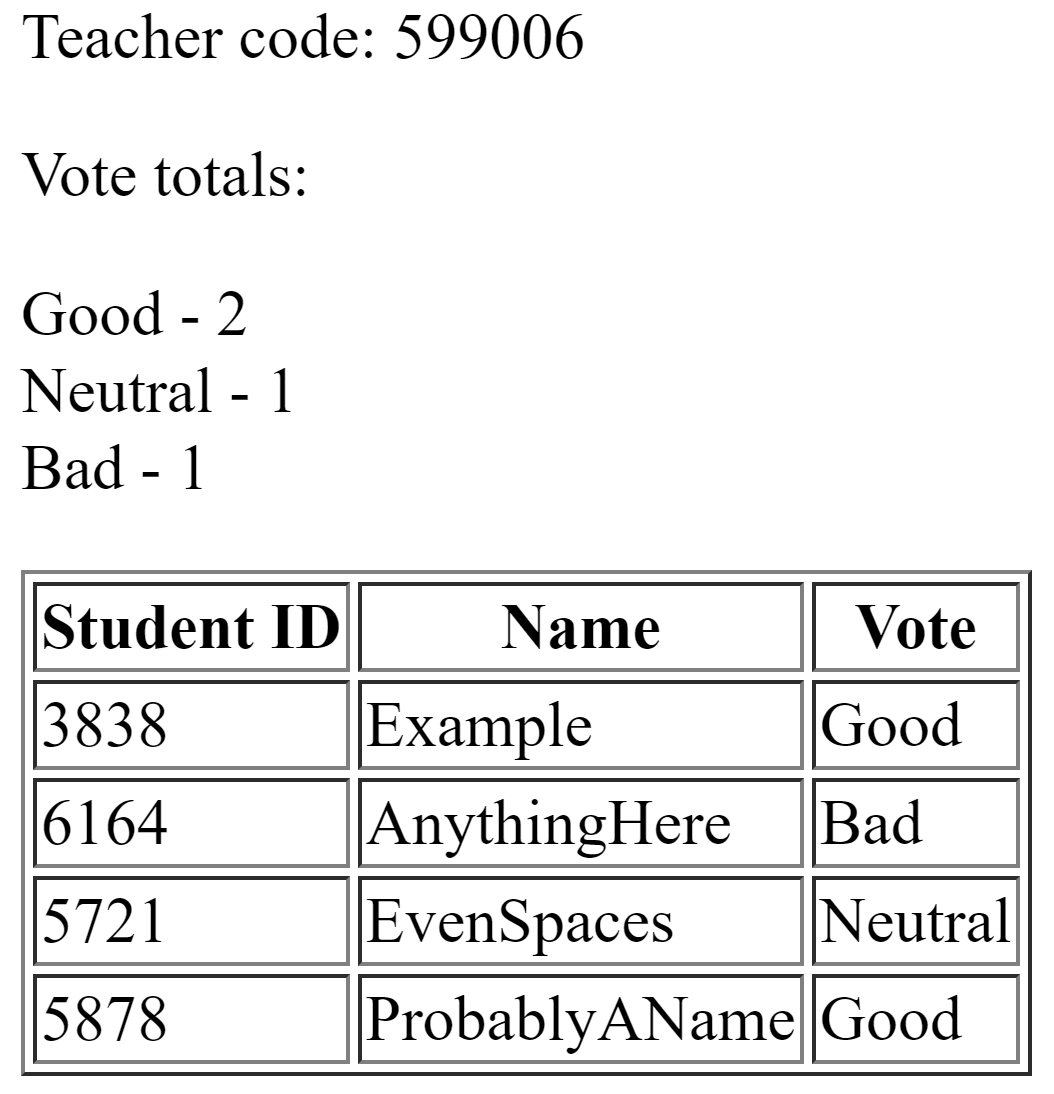 Teacher code: 599006
Vote totals:
Good - 2
Neutral - 1
Bad - 1
Student ID Name Vote
3838 Example Good
6164 AnythingHere Bad
5721 EvenSpaces Neutral
5878 ProbablyAName Good